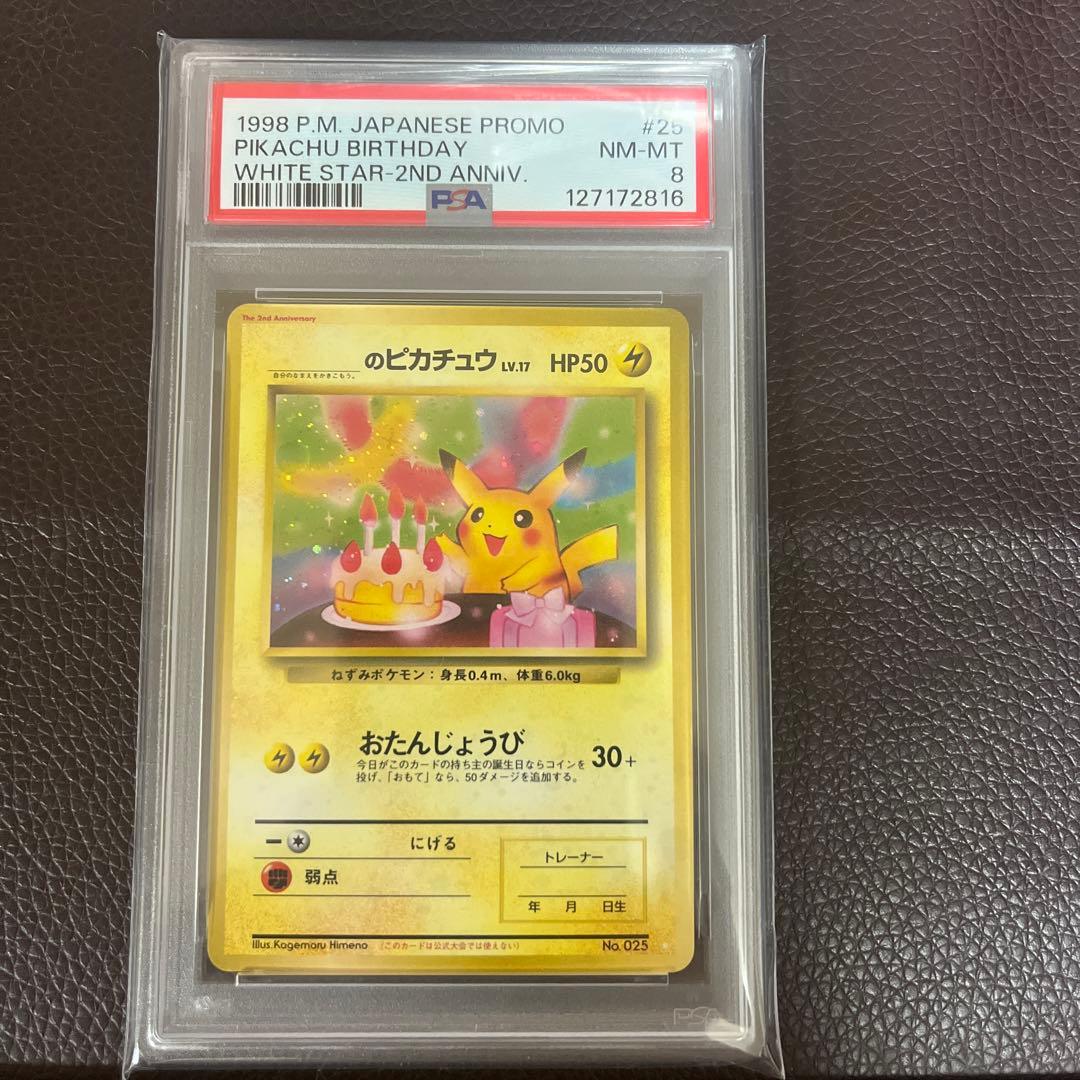 1998 P.M. JAPANESE PROMO #25
PIKACHU BIRTHDAY NM-MT
WHITE STAR-2ND ANNIV. 8
PSA 127172816
The 2nd Anniversary
のピカチュウ LV.17 HP50
自分のなまえをかきこもう。
ねずみポケモン：身長0.4m、体重6.0kg
おたんじょうび 30+
今日がこのカードの持ち主の誕生日ならコインを
投げ、「おもて」なら、50ダメージを追加する。
にげる
弱点
トレーナー
年 月 日生
Illus.Kagemaru Himeno (このカードは公式大会では使えない) No. 025
PSA